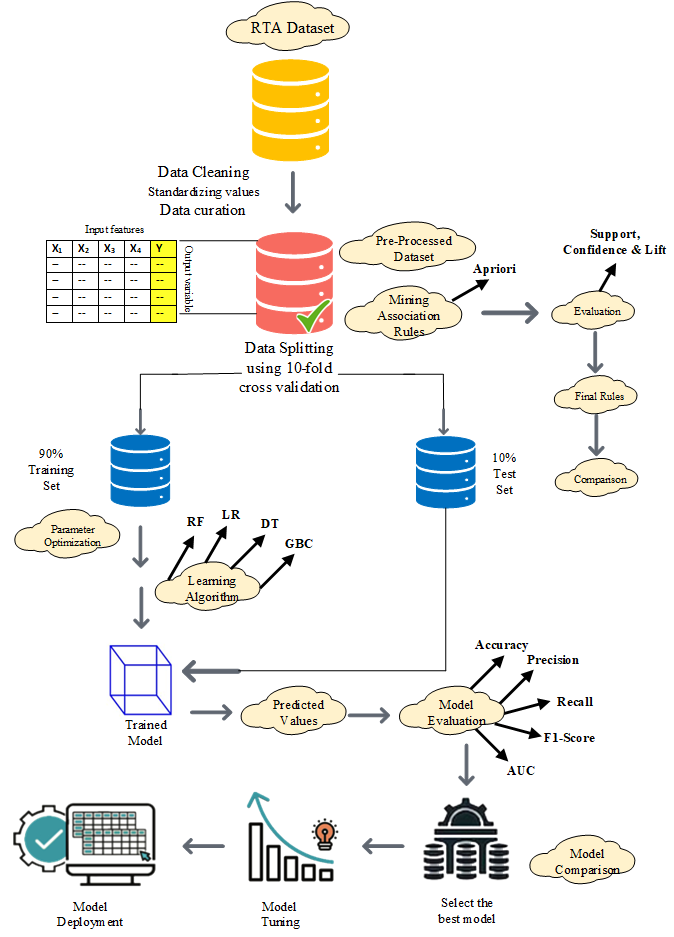 RTA Dataset
Data Cleaning
Standardizing values
Data curation
Input features
X1 X2 X3 X4 Y
-- -- -- -- --
-- -- -- -- --
-- -- -- -- --
-- -- -- -- --
Output variable
Pre-Processed
Dataset
Apriori
Mining
Association
Rules
Support,
Confidence & Lift
Evaluation
Final Rules
Comparison
Data Splitting
using 10-fold
cross validation
90%
Training
Set
10%
Test
Set
Parameter
Optimization
RF
LR
DT
GBC
Learning
Algorithm
Trained
Model
Predicted
Values
Model
Evaluation
Accuracy
Precision
Recall
F1-Score
AUC
Model
Deployment
Model
Tuning
Select the
best model
Model
Comparison